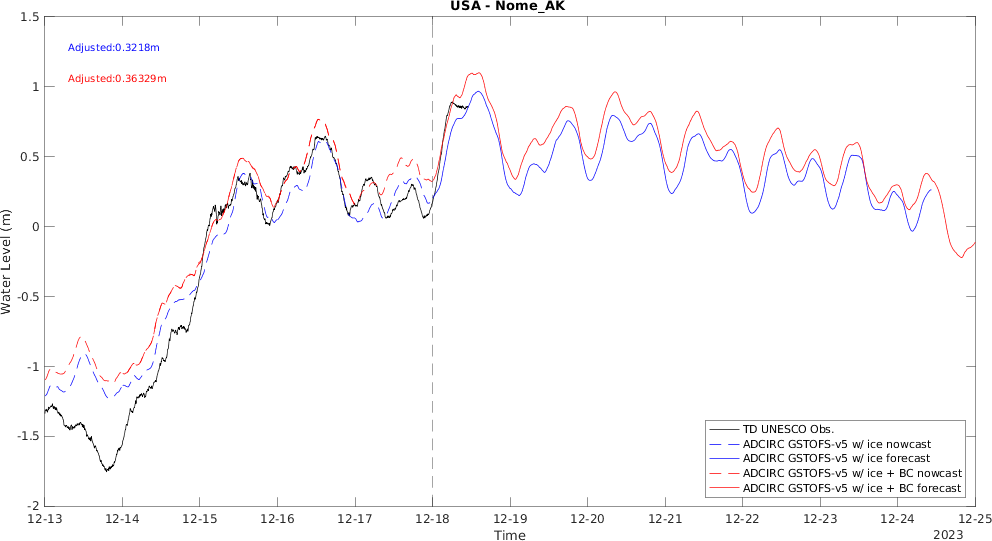 USA - Nome_AK
Adjusted:0.3218m
Adjusted:0.36329m
Water Level (m)
1.5
1
0.5
0
-0.5
-1
-1.5
-2
TD UNESCO Obs.
ADCIRC GSTOFS-v5 w/ ice nowcast
ADCIRC GSTOFS-v5 w/ ice forecast
ADCIRC GSTOFS-v5 w/ ice + BC nowcast
ADCIRC GSTOFS-v5 w/ ice + BC forecast
12-13 12-14 12-15 12-16 12-17 12-18 12-19 12-20 12-21 12-22 12-23 12-24 12-25
Time
2023